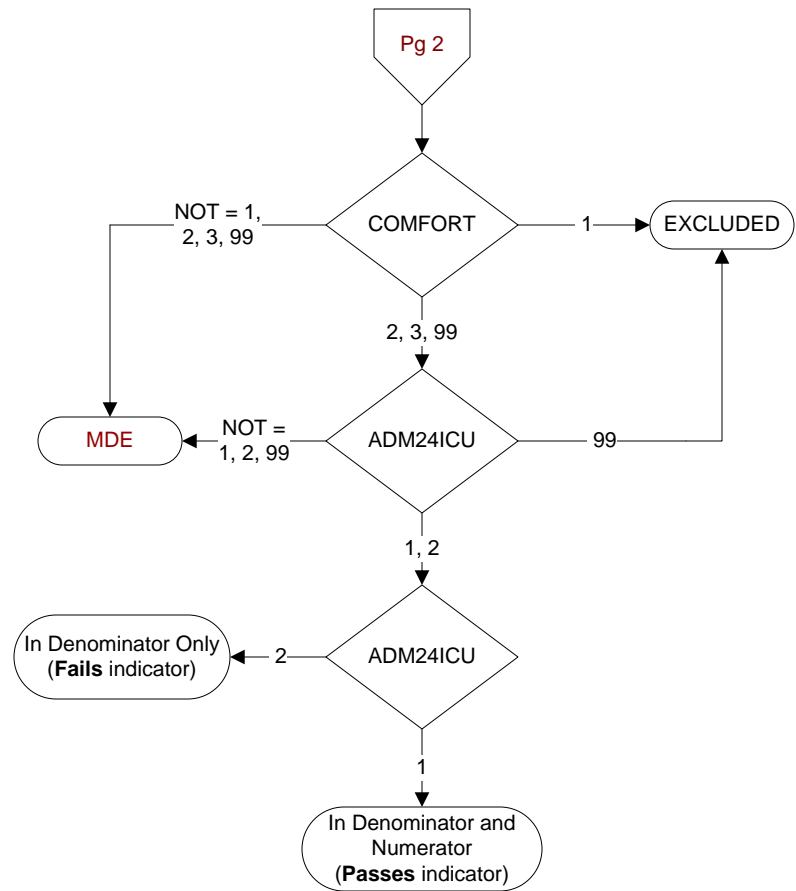 Pg 2
NOT = 1,
2, 3, 99
COMFORT
1
EXCLUDED
2, 3, 99
MDE
NOT =
1, 2, 99
ADM24ICU
99
1, 2
In Denominator Only
(Fails indicator)
2
ADM24ICU
1
In Denominator and
Numerator
(Passes indicator)